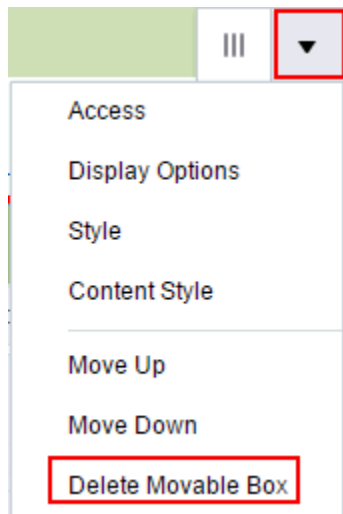 Access
Display Options
Style
Content Style
Move Up
Move Down
Delete Movable Box